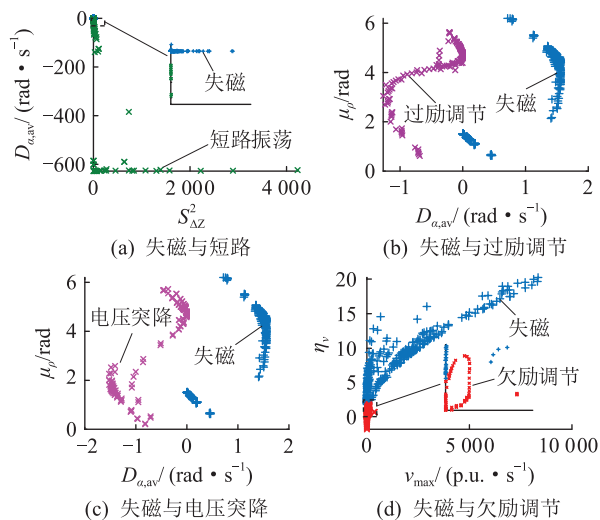 0
−200
−400
−600
D_{α,av}/ (rad・s^{−1})
失磁
短路振荡
0
2 000
4 000
S^2_{ΔZ}
(a) 失磁与短路
6
4
2
0
μ_ρ/rad
过励调节
失磁
−1
0
1
2
D_{α,av}/ (rad・s^{−1})
(b) 失磁与过励调节
6
4
2
0
μ_ρ/rad
电压突降
失磁
−2
−1
0
1
2
D_{α,av}/ (rad・s^{−1})
(c) 失磁与电压突降
20
15
10
5
0
η_v
失磁
欠励调节
0
5 000
10 000
v_{max}/ (p.u.・s^{−1})
(d) 失磁与欠励调节